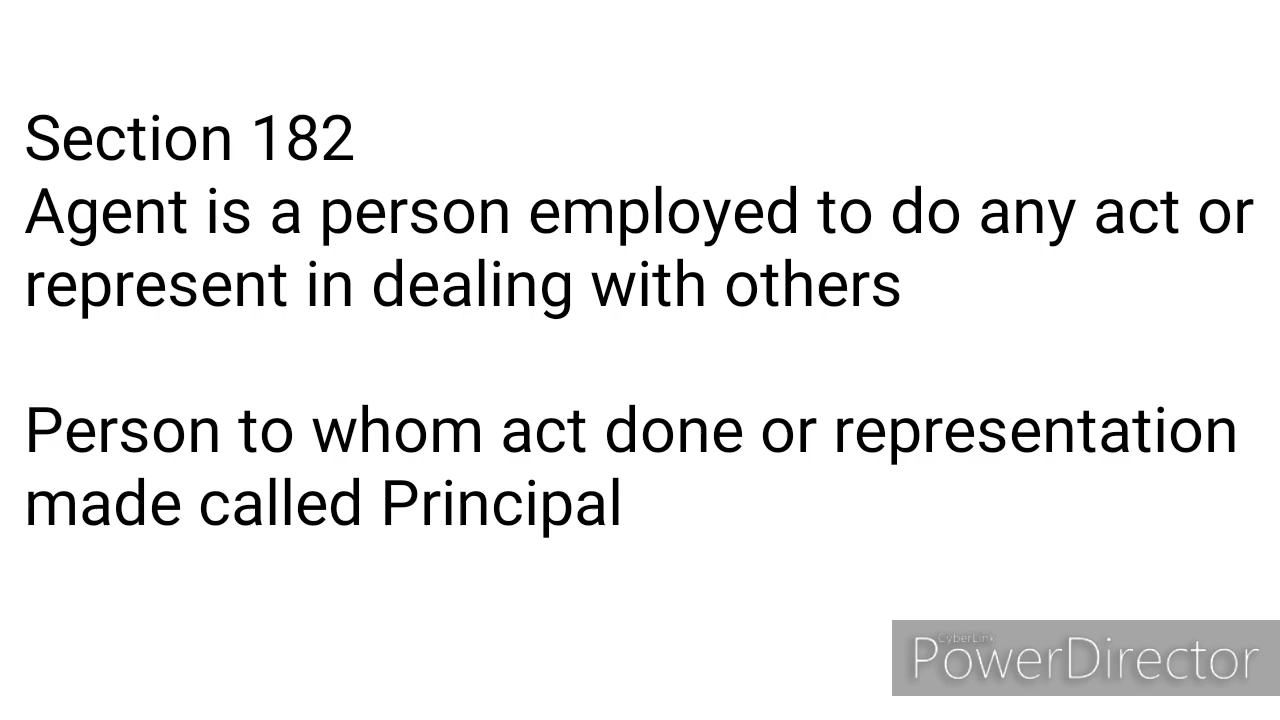 Section 182
Agent is a person employed to do any act or
represent in dealing with others
Person to whom act done or representation
made called Principal
CyberLink
PowerDirector